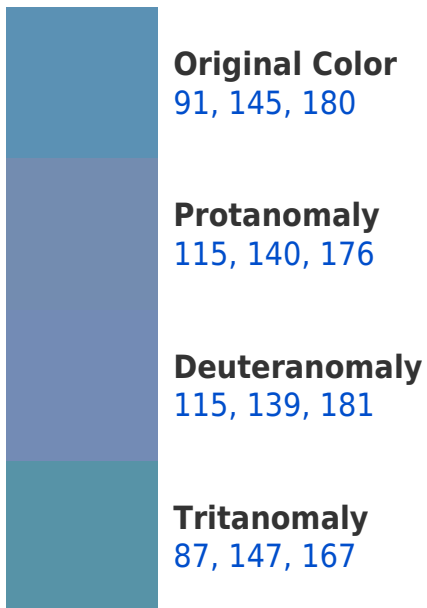 Original Color
91, 145, 180
Protanomaly
115, 140, 176
Deuteranomaly
115, 139, 181
Tritanomaly
87, 147, 167